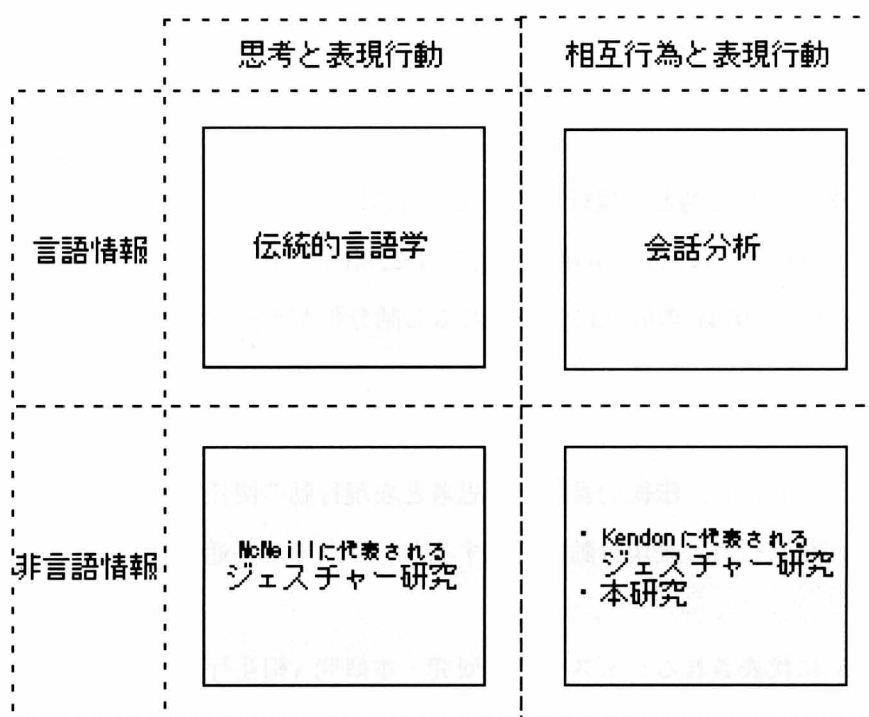 思考と表現行動
相互行為と表現行動
言語情報
伝統的言語学
会話分析
非言語情報
McNeillに代表される
ジェスチャー研究
・Kendonに代表される
ジェスチャー研究
・本研究